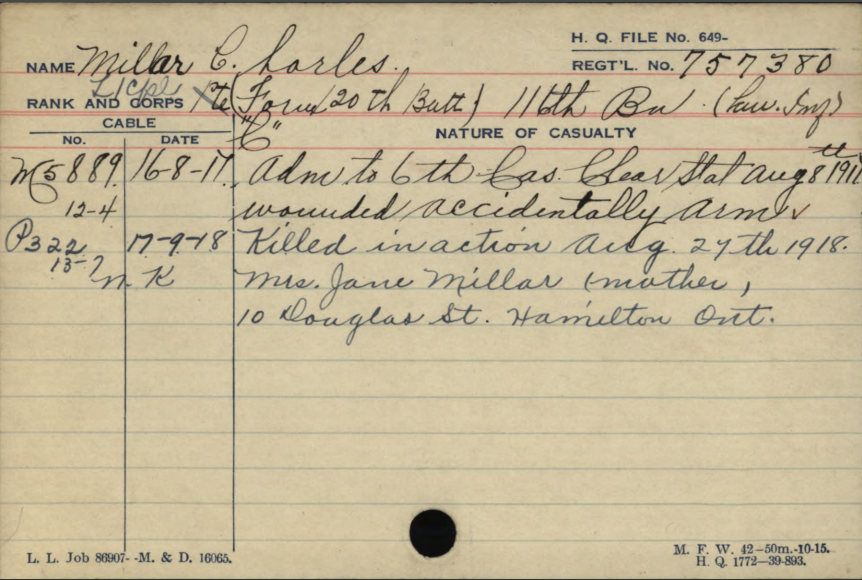 H. Q. FILE No. 649-
NAME Millar C. harles.
REGT'L. No. 757380
L/Cpl
RANK AND CORPS Pte (Form 20th Batt) 116th Bn. (Can. Inf)
"C"
CABLE
No. DATE NATURE OF CASUALTY
M5889 16-8-17. Adm to 6th Cas. Clear Stat Aug 8th 1917
12-4 wounded accidentally arm
P322 17-9-18 Killed in action Aug. 27th 1918.
13-7
n. K Mrs. Jane Millar (mother,
10 Douglas St. Hamilton Ont.
L. L. Job 86907- -M. & D. 16065.
M. F. W. 42-50m.-10-15.
H. Q. 1772-39-893.